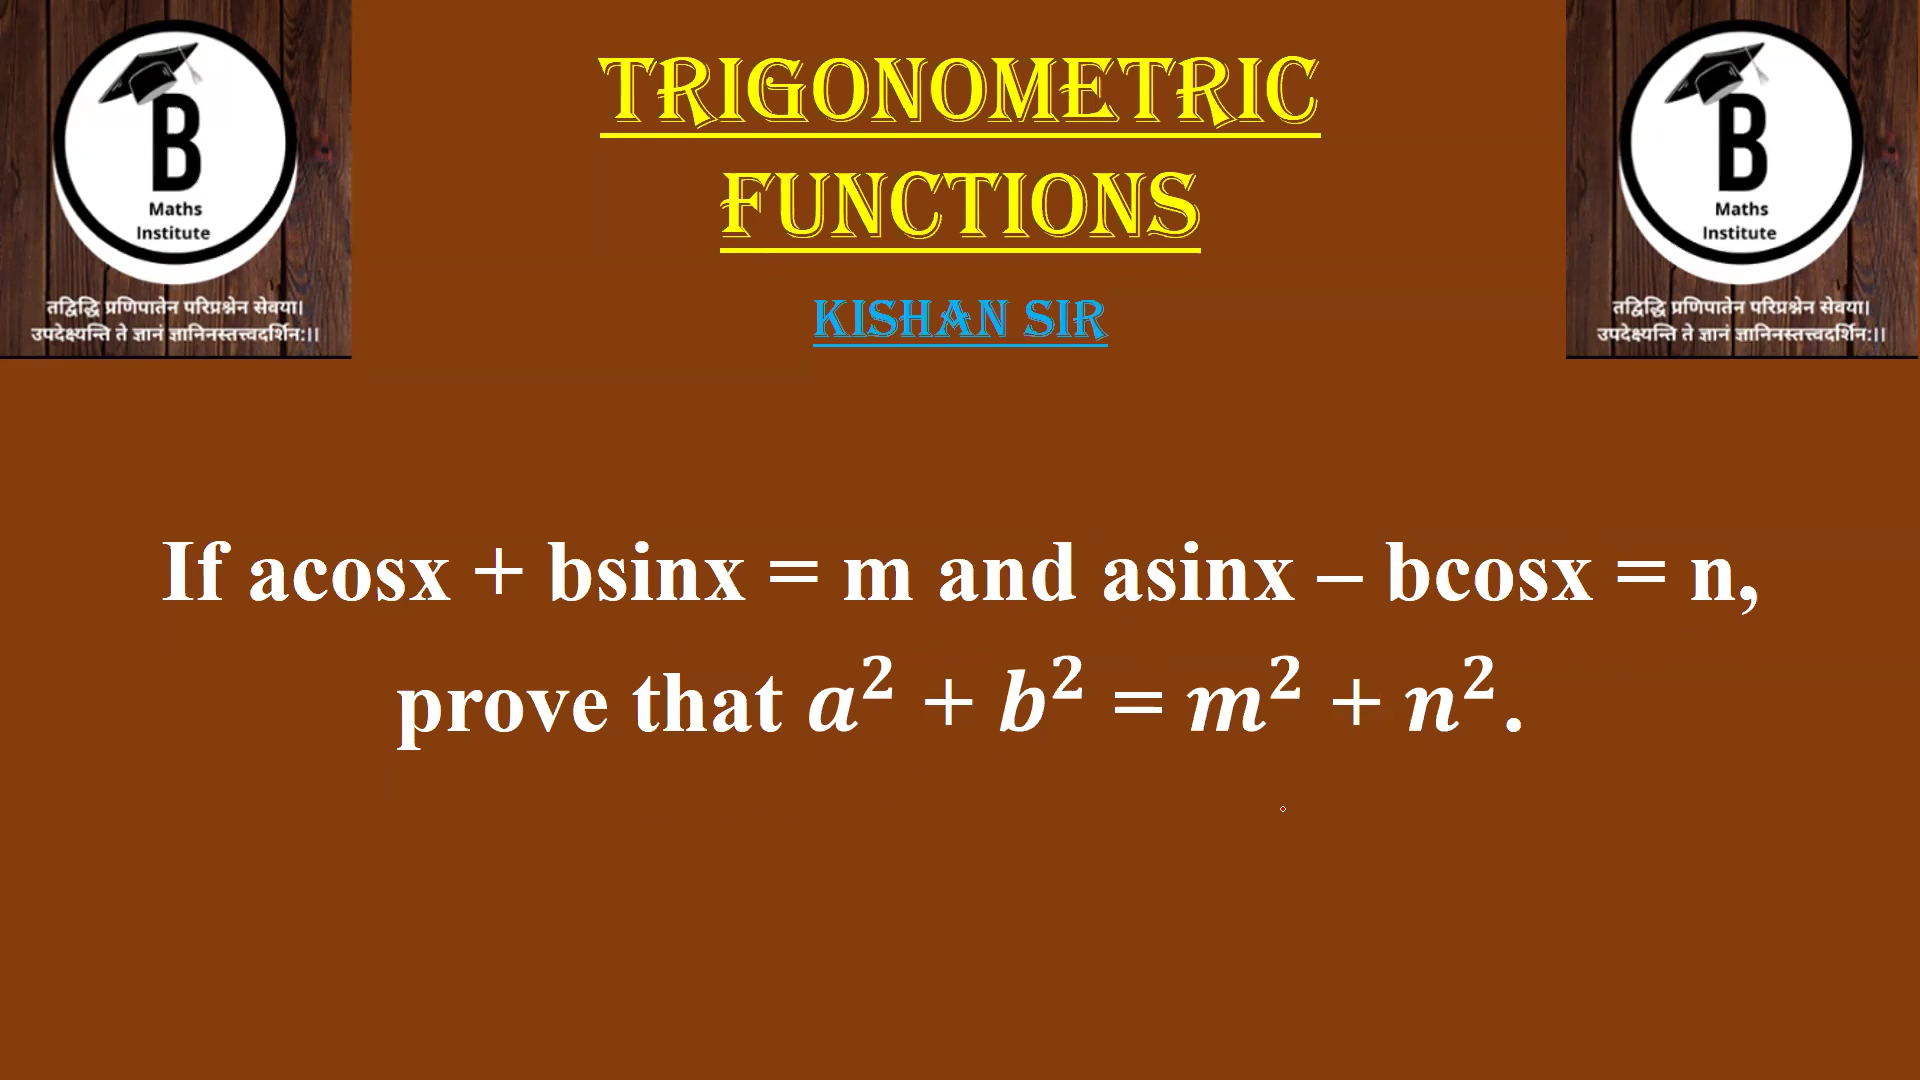 B
Maths
Institute
तद्विद्धि प्रणिपातेन परिप्रश्नेन सेवया।
उपदेक्ष्यन्ति ते ज्ञानं ज्ञानिनस्तत्त्वदर्शिन:।।
TRIGONOMETRIC
FUNCTIONS
KISHAN SIR
B
Maths
Institute
तद्विद्धि प्रणिपातेन परिप्रश्नेन सेवया।
उपदेक्ष्यन्ति ते ज्ञानं ज्ञानिनस्तत्त्वदर्शिन:।।
If acosx + bsinx = m and asinx – bcosx = n,
prove that a² + b² = m² + n².